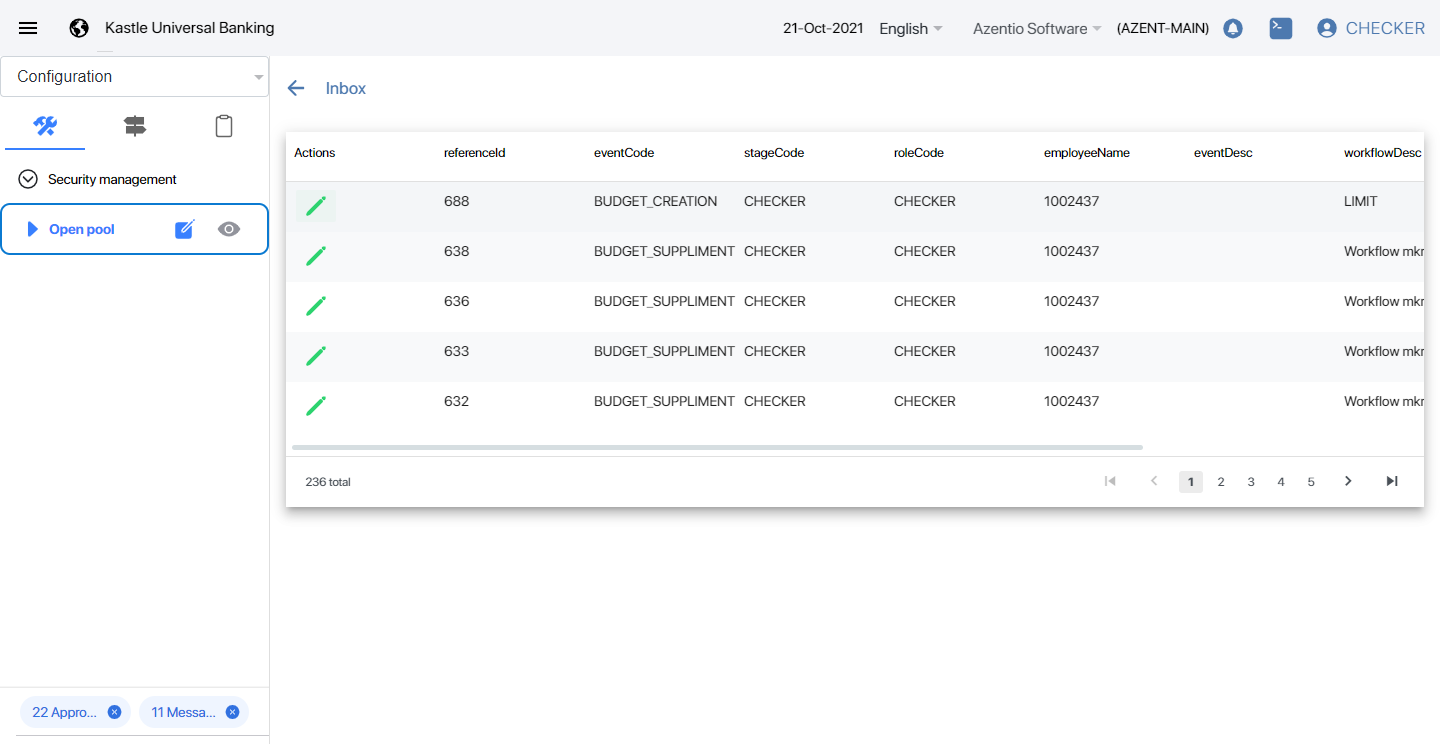 Kastle Universal Banking 21-Oct-2021 English Azentio Software (AZENT-MAIN) CHECKER
Configuration
Security management
Open pool
22 Appro... 11 Messa...
Inbox
Actions referenceId eventCode stageCode roleCode employeeName eventDesc workflowDesc
688 BUDGET_CREATION CHECKER CHECKER 1002437 LIMIT
638 BUDGET_SUPPLIMENT CHECKER CHECKER 1002437 Workflow mkr
636 BUDGET_SUPPLIMENT CHECKER CHECKER 1002437 Workflow mkr
633 BUDGET_SUPPLIMENT CHECKER CHECKER 1002437 Workflow mkr
632 BUDGET_SUPPLIMENT CHECKER CHECKER 1002437 Workflow mkr
236 total 1 2 3 4 5